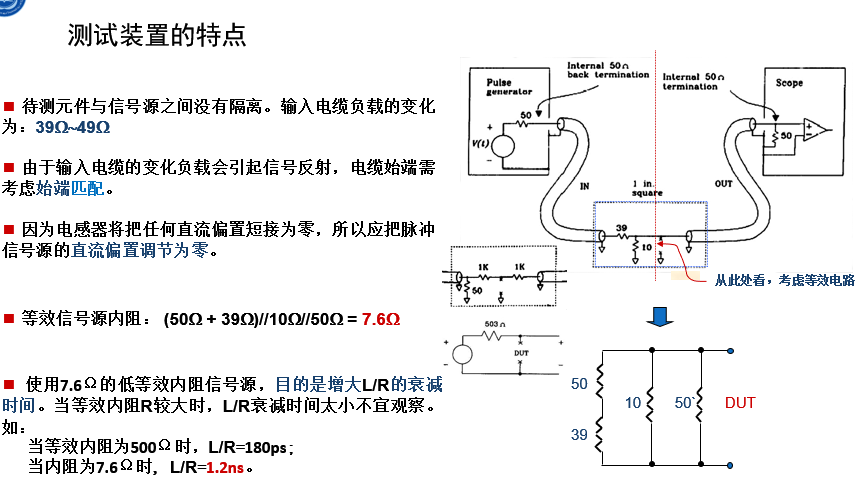 测试装置的特点
■ 待测元件与信号源之间没有隔离。输入电缆负载的变化
为：39Ω~49Ω
■ 由于输入电缆的变化负载会引起信号反射，电缆始端需
考虑始端匹配。
■ 因为电感器将把任何直流偏置短接为零，所以应把脉冲
信号源的直流偏置调节为零。
■ 等效信号源内阻： (50Ω + 39Ω)//10Ω//50Ω = 7.6Ω
■ 使用7.6Ω的低等效内阻信号源，目的是增大L/R的衰减
时间。当等效内阻R较大时，L/R衰减时间太小不宜观察。
如：
当等效内阻为500Ω时，L/R=180ps；
当内阻为7.6Ω时，L/R=1.2ns。
Internal 50Ω
back termination
Internal 50Ω
termination
Pulse
generator
Scope
50
+
V(t)
−
50
+
−
IN
1 in.
square
OUT
39
10
1K
1K
50
从此处看，考虑等效电路
503Ω
+
+
DUT
−
−
50
10
50`
DUT
39